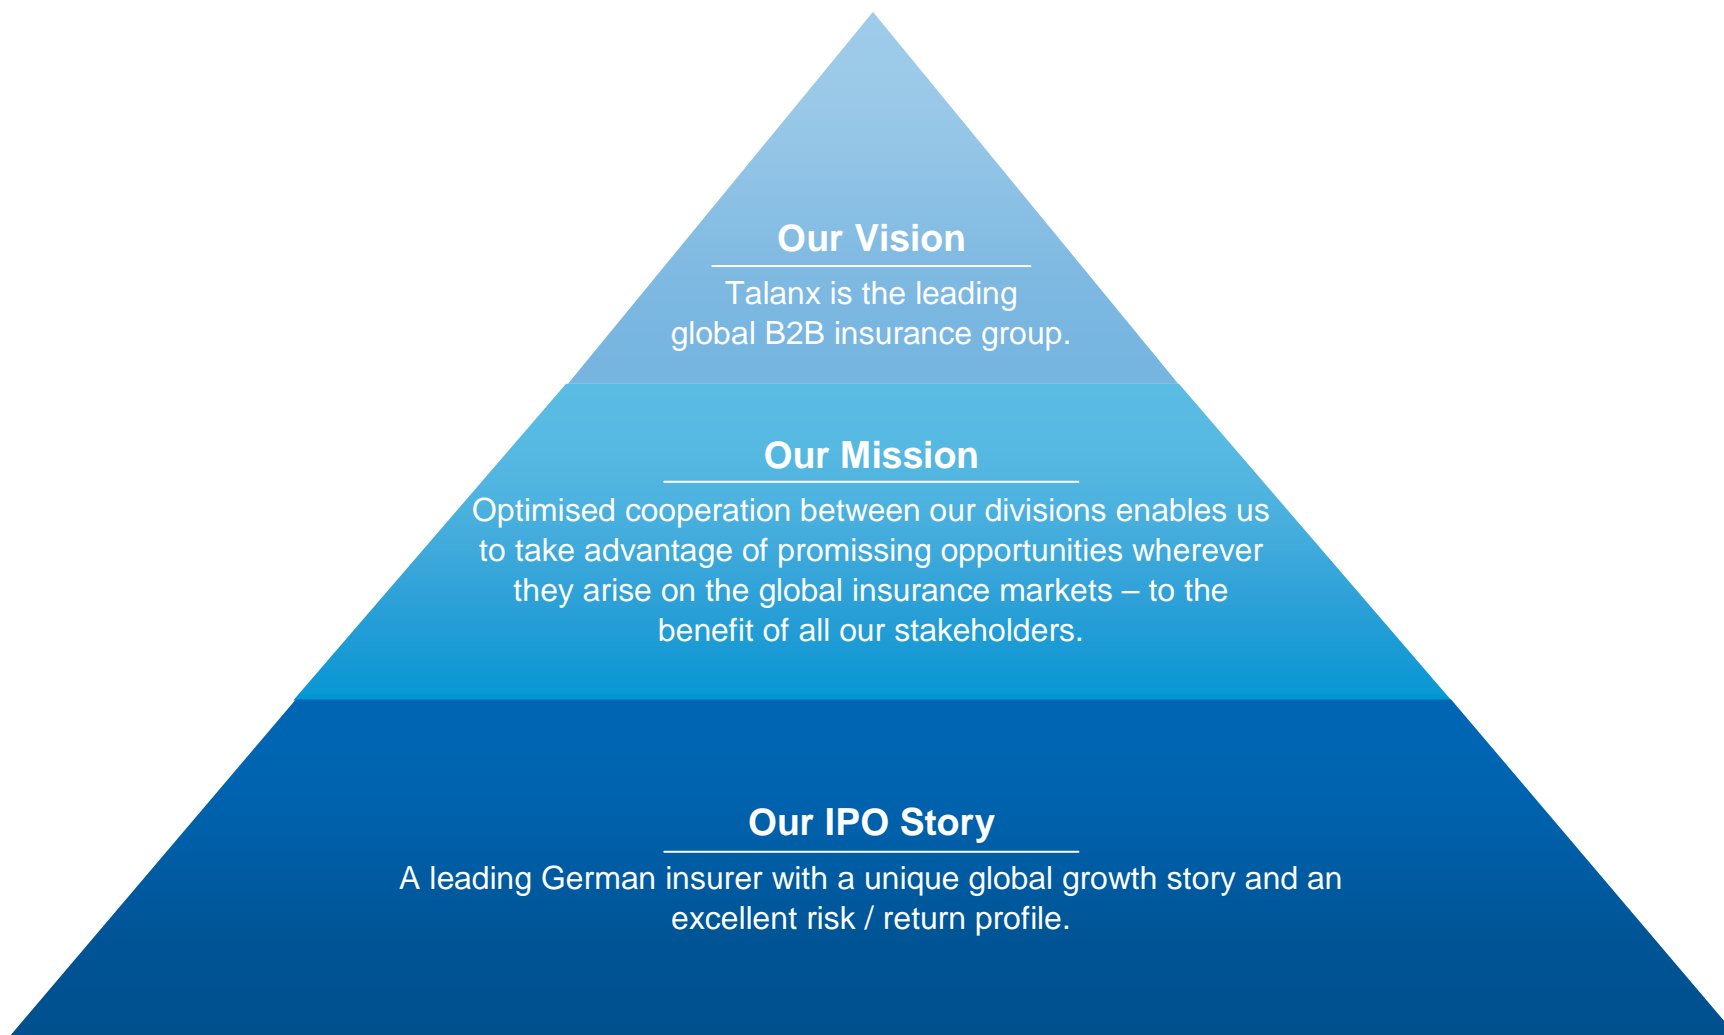 Our Vision
Talanx is the leading
global B2B insurance group.
Our Mission
Optimised cooperation between our divisions enables us
to take advantage of promissing opportunities wherever
they arise on the global insurance markets – to the
benefit of all our stakeholders.
Our IPO Story
A leading German insurer with a unique global growth story and an
excellent risk / return profile.